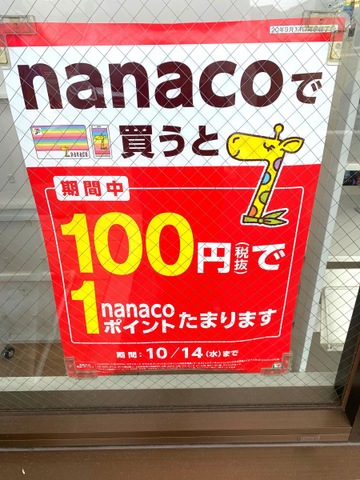 nanacoで
買うと
期間中
100円(税抜)で
1nanaco
ポイントたまります
期間：10/14(水)まで